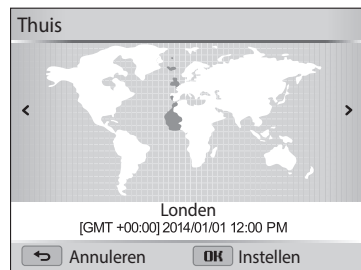 Thuis
Londen
[GMT +00:00] 2014/01/01 12:00 PM
Annuleren OK Instellen